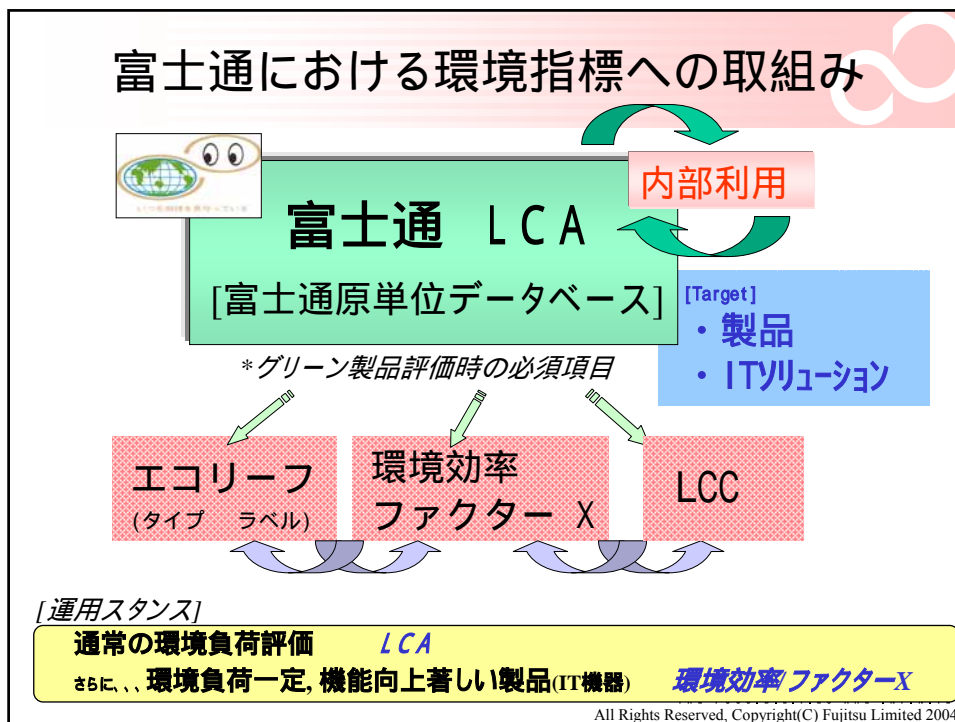 富士通における環境指標への取組み
内部利用
富士通 LCA
[富士通原単位データベース]
[Target]
・製品
・ITソリューション
*グリーン製品評価時の必須項目
エコリーフ
(タイプ ラベル)
環境効率
ファクター X
LCC
[運用スタンス]
通常の環境負荷評価 LCA
さらに、、、環境負荷一定, 機能向上著しい製品(IT機器) 環境効率/ファクターX
All Rights Reserved, Copyright(C) Fujitsu Limited 2004